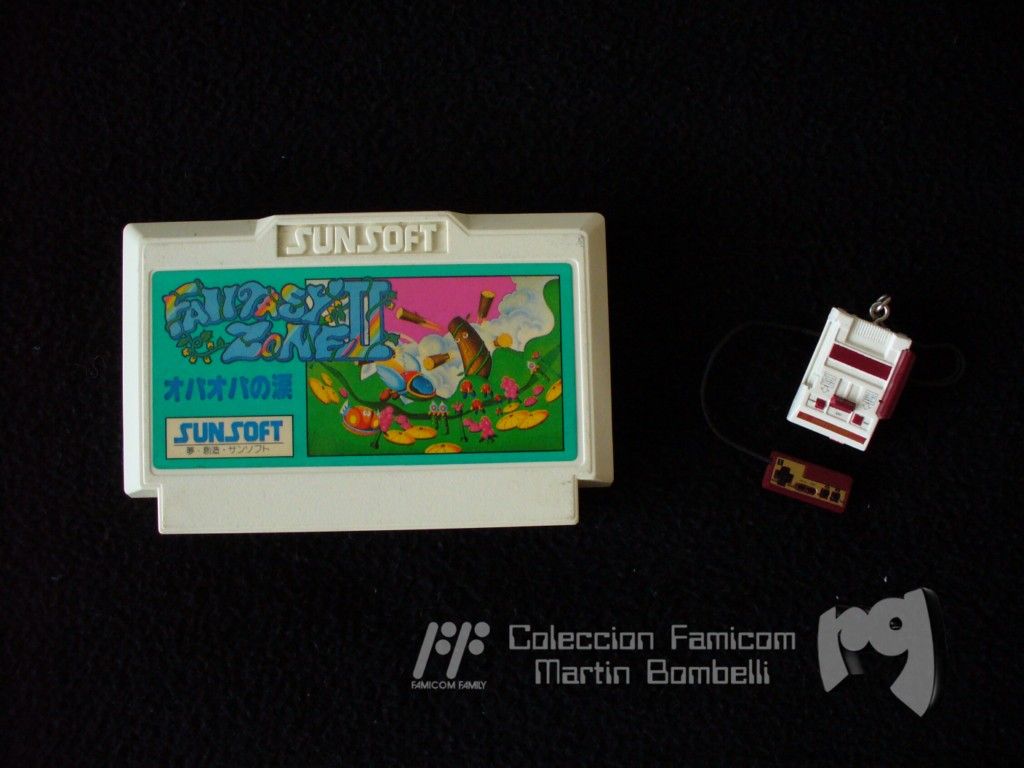 SUNSOFT
FANTASY
ZONE II
オパオパの涙
SUNSOFT
夢・創造・サンソフト
FAMICOM FAMILY
Coleccion Famicom
Martin Bombelli